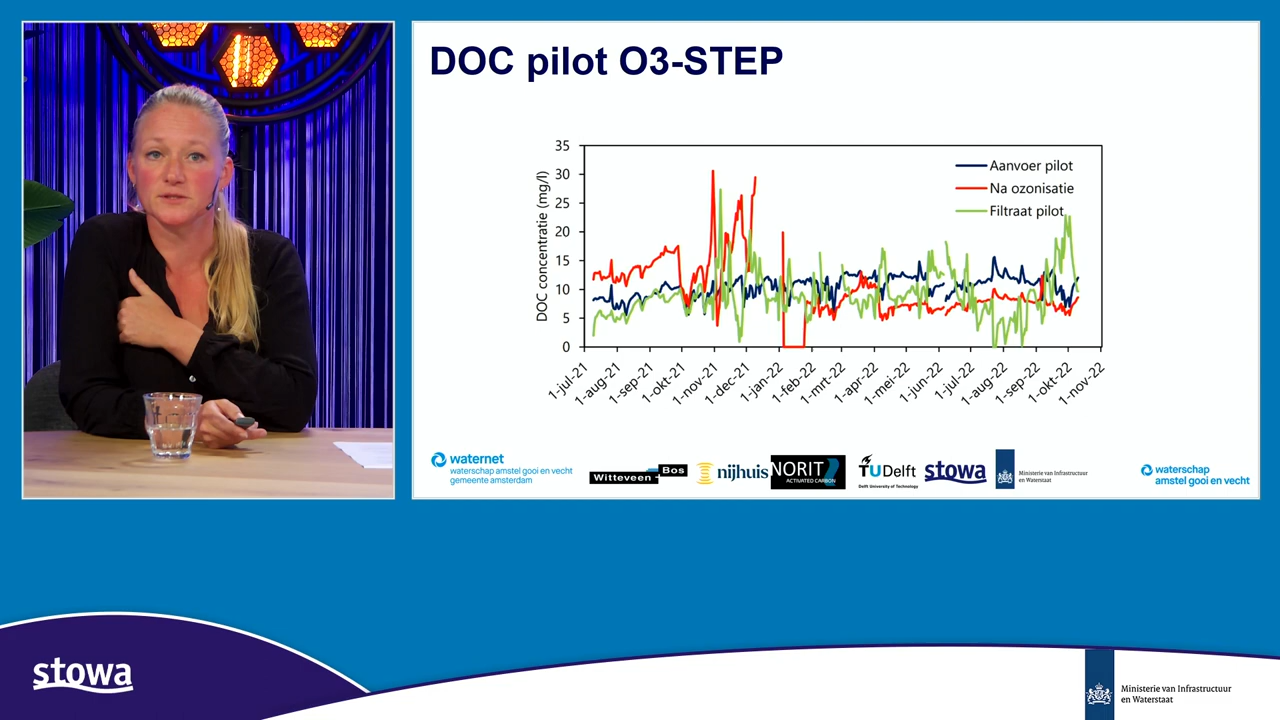 DOC pilot O3-STEP
DOC concentratie (mg/l)
35
30
25
20
15
10
5
0
Aanvoer pilot
Na ozonisatie
Filtraat pilot
1-jul-21
1-aug-21
1-sep-21
1-okt-21
1-nov-21
1-dec-21
1-jan-22
1-feb-22
1-mrt-22
1-apr-22
1-mei-22
1-jun-22
1-jul-22
1-aug-22
1-sep-22
1-okt-22
1-nov-22
waternet
waterschap amstel gooi en vecht
gemeente amsterdam
Witteveen + Bos
nijhuis
NORIT
ACTIVATED CARBON
TU Delft
Delft University of Technology
stowa
Ministerie van Infrastructuur
en Waterstaat
waterschap
amstel gooi en vecht
stowa
Ministerie van Infrastructuur
en Waterstaat